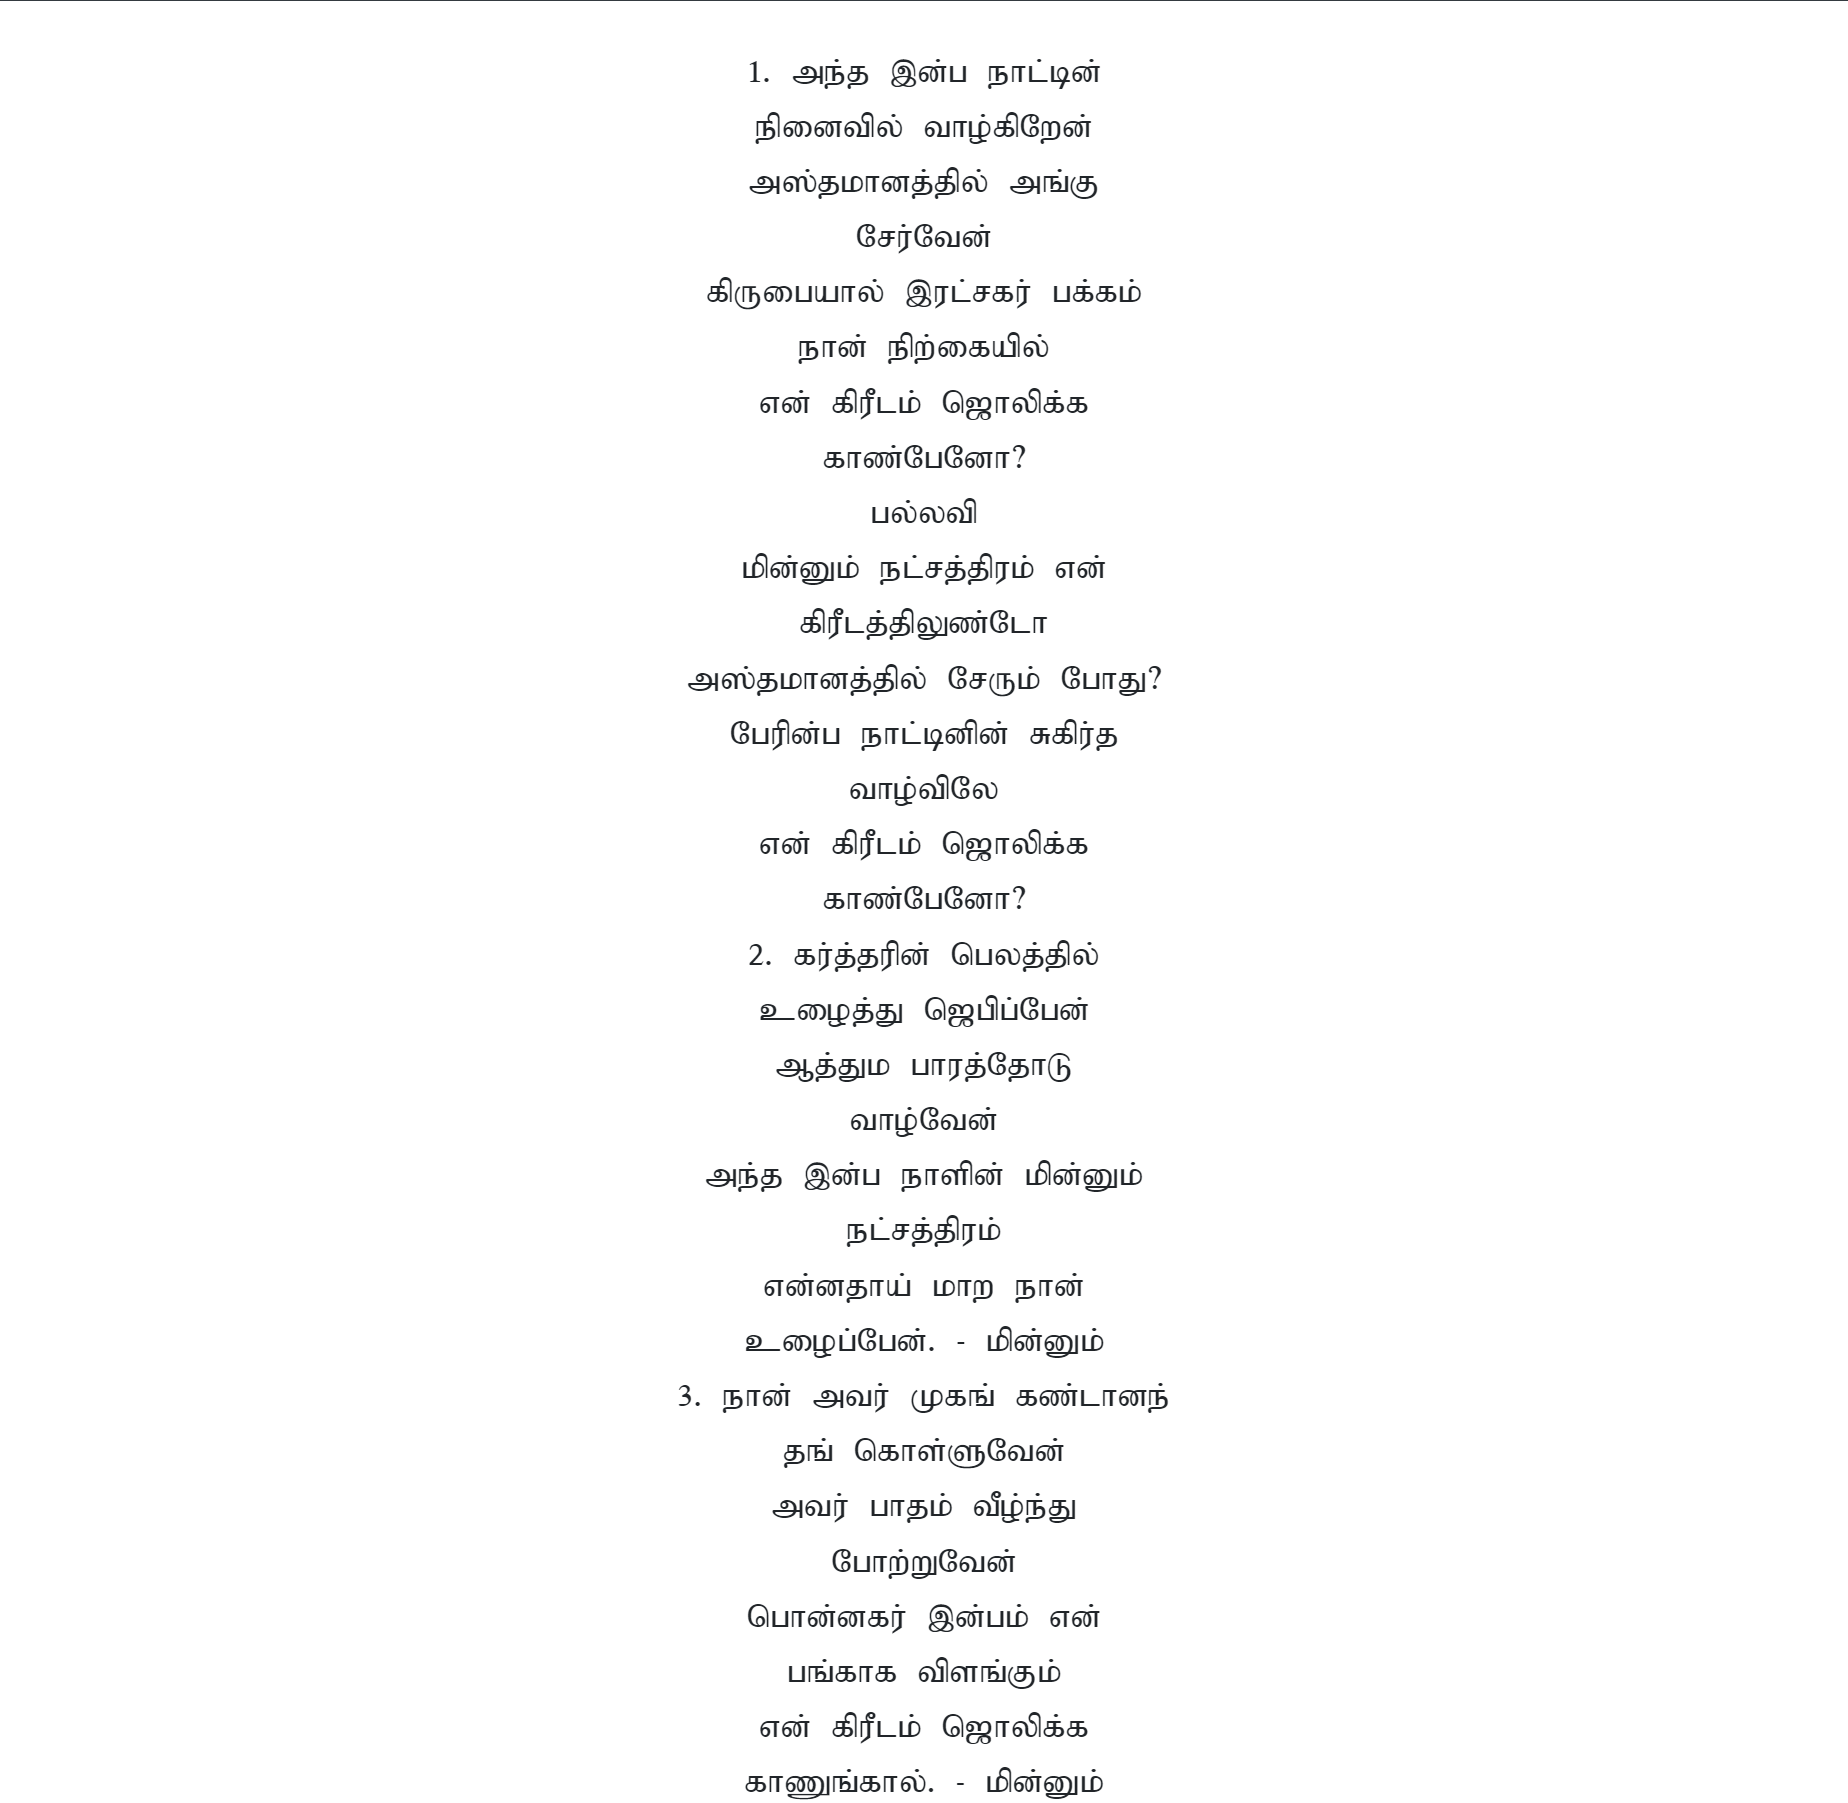 1. அந்த இன்ப நாட்டின்
நினைவில் வாழ்கிறேன்
அஸ்தமானத்தில் அங்கு
சேர்வேன்
கிருபையால் இரட்சகர் பக்கம்
நான் நிற்கையில்
என் கிரீடம் ஜொலிக்க
காண்பேனோ?
பல்லவி
மின்னும் நட்சத்திரம் என்
கிரீடத்திலுண்டோ
அஸ்தமானத்தில் சேரும் போது?
பேரின்ப நாட்டினின் சுகிர்த
வாழ்விலே
என் கிரீடம் ஜொலிக்க
காண்பேனோ?
2. கர்த்தரின் பெலத்தில்
உழைத்து ஜெபிப்பேன்
ஆத்தும பாரத்தோடு
வாழ்வேன்
அந்த இன்ப நாளின் மின்னும்
நட்சத்திரம்
என்னதாய் மாற நான்
உழைப்பேன். - மின்னும்
3. நான் அவர் முகங் கண்டானந்
தங் கொள்ளுவேன்
அவர் பாதம் வீழ்ந்து
போற்றுவேன்
பொன்னகர் இன்பம் என்
பங்காக விளங்கும்
என் கிரீடம் ஜொலிக்க
காணுங்கால். - மின்னும்